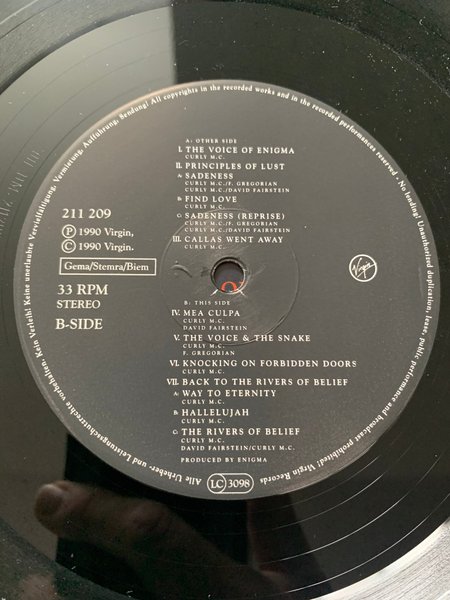 A: OTHER SIDE
I. THE VOICE OF ENIGMA
CURLY M.C.
II. PRINCIPLES OF LUST
A: SADENESS
CURLY M.C./F. GREGORIAN
CURLY M.C./DAVID FAIRSTEIN
B: FIND LOVE
CURLY M.C.
C: SADENESS (REPRISE)
CURLY M.C./F. GREGORIAN
CURLY M.C./DAVID FAIRSTEIN
III. CALLAS WENT AWAY
CURLY M.C.
211 209
Ⓟ 1990 Virgin,
© 1990 Virgin.
Gema/Stemra/Biem
33 RPM
STEREO
B-SIDE
Virgin
B: THIS SIDE
IV. MEA CULPA
CURLY M.C.
DAVID FAIRSTEIN
V. THE VOICE & THE SNAKE
CURLY M.C.
F. GREGORIAN
VI. KNOCKING ON FORBIDDEN DOORS
CURLY M.C.
VII. BACK TO THE RIVERS OF BELIEF
A: WAY TO ETERNITY
CURLY M.C.
B: HALLELUJAH
CURLY M.C.
C: THE RIVERS OF BELIEF
CURLY M.C.
DAVID FAIRSTEIN/CURLY M.C.
PRODUCED BY ENIGMA
LC 3098
Alle Urheber- und Leistungsschutzrechte vorbehalten. Kein Verleih! Keine unerlaubte Vervielfältigung, Vermietung, Aufführung, Sendung! All copyrights in the recorded works and in the recorded performances reserved - No lending! Unauthorized duplication, lease, public performance and broadcast prohibited! Virgin Records